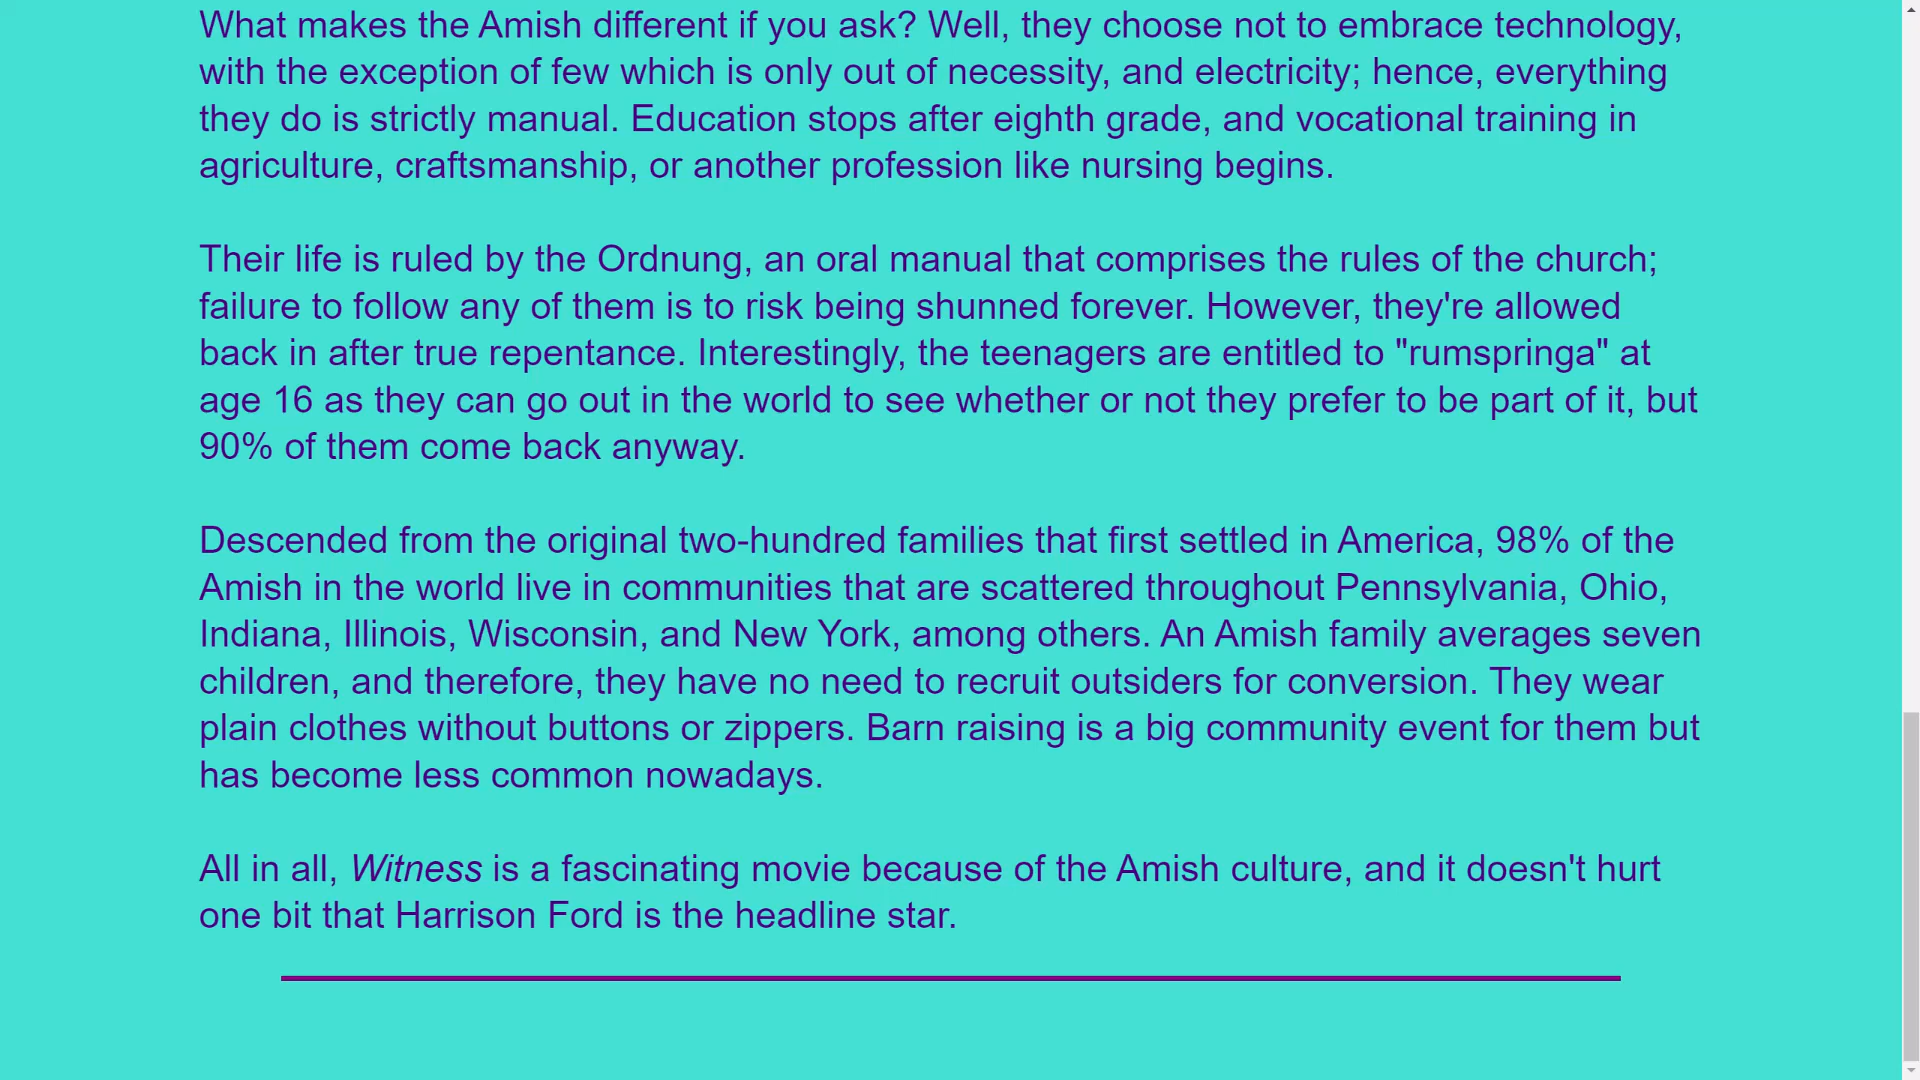 What makes the Amish different if you ask? Well, they choose not to embrace technology,
with the exception of few which is only out of necessity, and electricity; hence, everything
they do is strictly manual. Education stops after eighth grade, and vocational training in
agriculture, craftsmanship, or another profession like nursing begins.
Their life is ruled by the Ordnung, an oral manual that comprises the rules of the church;
failure to follow any of them is to risk being shunned forever. However, they're allowed
back in after true repentance. Interestingly, the teenagers are entitled to "rumspringa" at
age 16 as they can go out in the world to see whether or not they prefer to be part of it, but
90% of them come back anyway.
Descended from the original two-hundred families that first settled in America, 98% of the
Amish in the world live in communities that are scattered throughout Pennsylvania, Ohio,
Indiana, Illinois, Wisconsin, and New York, among others. An Amish family averages seven
children, and therefore, they have no need to recruit outsiders for conversion. They wear
plain clothes without buttons or zippers. Barn raising is a big community event for them but
has become less common nowadays.
All in all, Witness is a fascinating movie because of the Amish culture, and it doesn't hurt
one bit that Harrison Ford is the headline star.